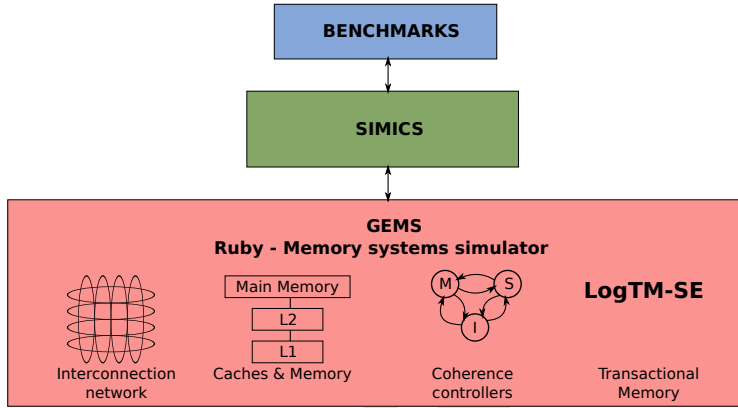 BENCHMARKS
SIMICS
GEMS
Ruby - Memory systems simulator
Main Memory
L2
L1
M
S
I
LogTM-SE
Interconnection
network
Caches & Memory
Coherence
controllers
Transactional
Memory